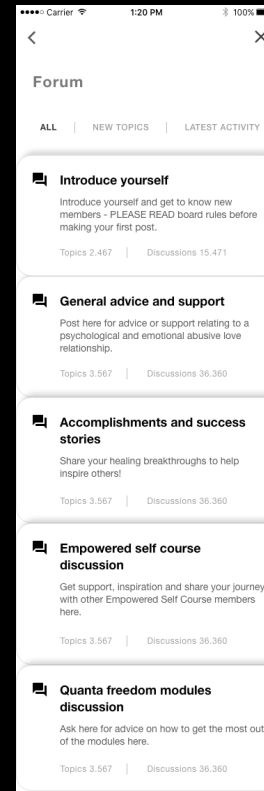 Carrier 1:20 PM 100%
Forum
ALL NEW TOPICS LATEST ACTIVITY
Introduce yourself
Introduce yourself and get to know new
members - PLEASE READ board rules before
making your first post.
Topics 2.467 Discussions 15.471
General advice and support
Post here for advice or support relating to a
psychological and emotional abusive love
relationship.
Topics 3.567 Discussions 36.360
Accomplishments and success
stories
Share your healing breakthroughs to help
inspire others!
Topics 3.567 Discussions 36.360
Empowered self course
discussion
Get support, inspiration and share your journey
with other Empowered Self Course members
here.
Topics 3.567 Discussions 36.360
Quanta freedom modules
discussion
Ask here for advice on how to get the most out
of the modules here.
Topics 3.567 Discussions 36.360